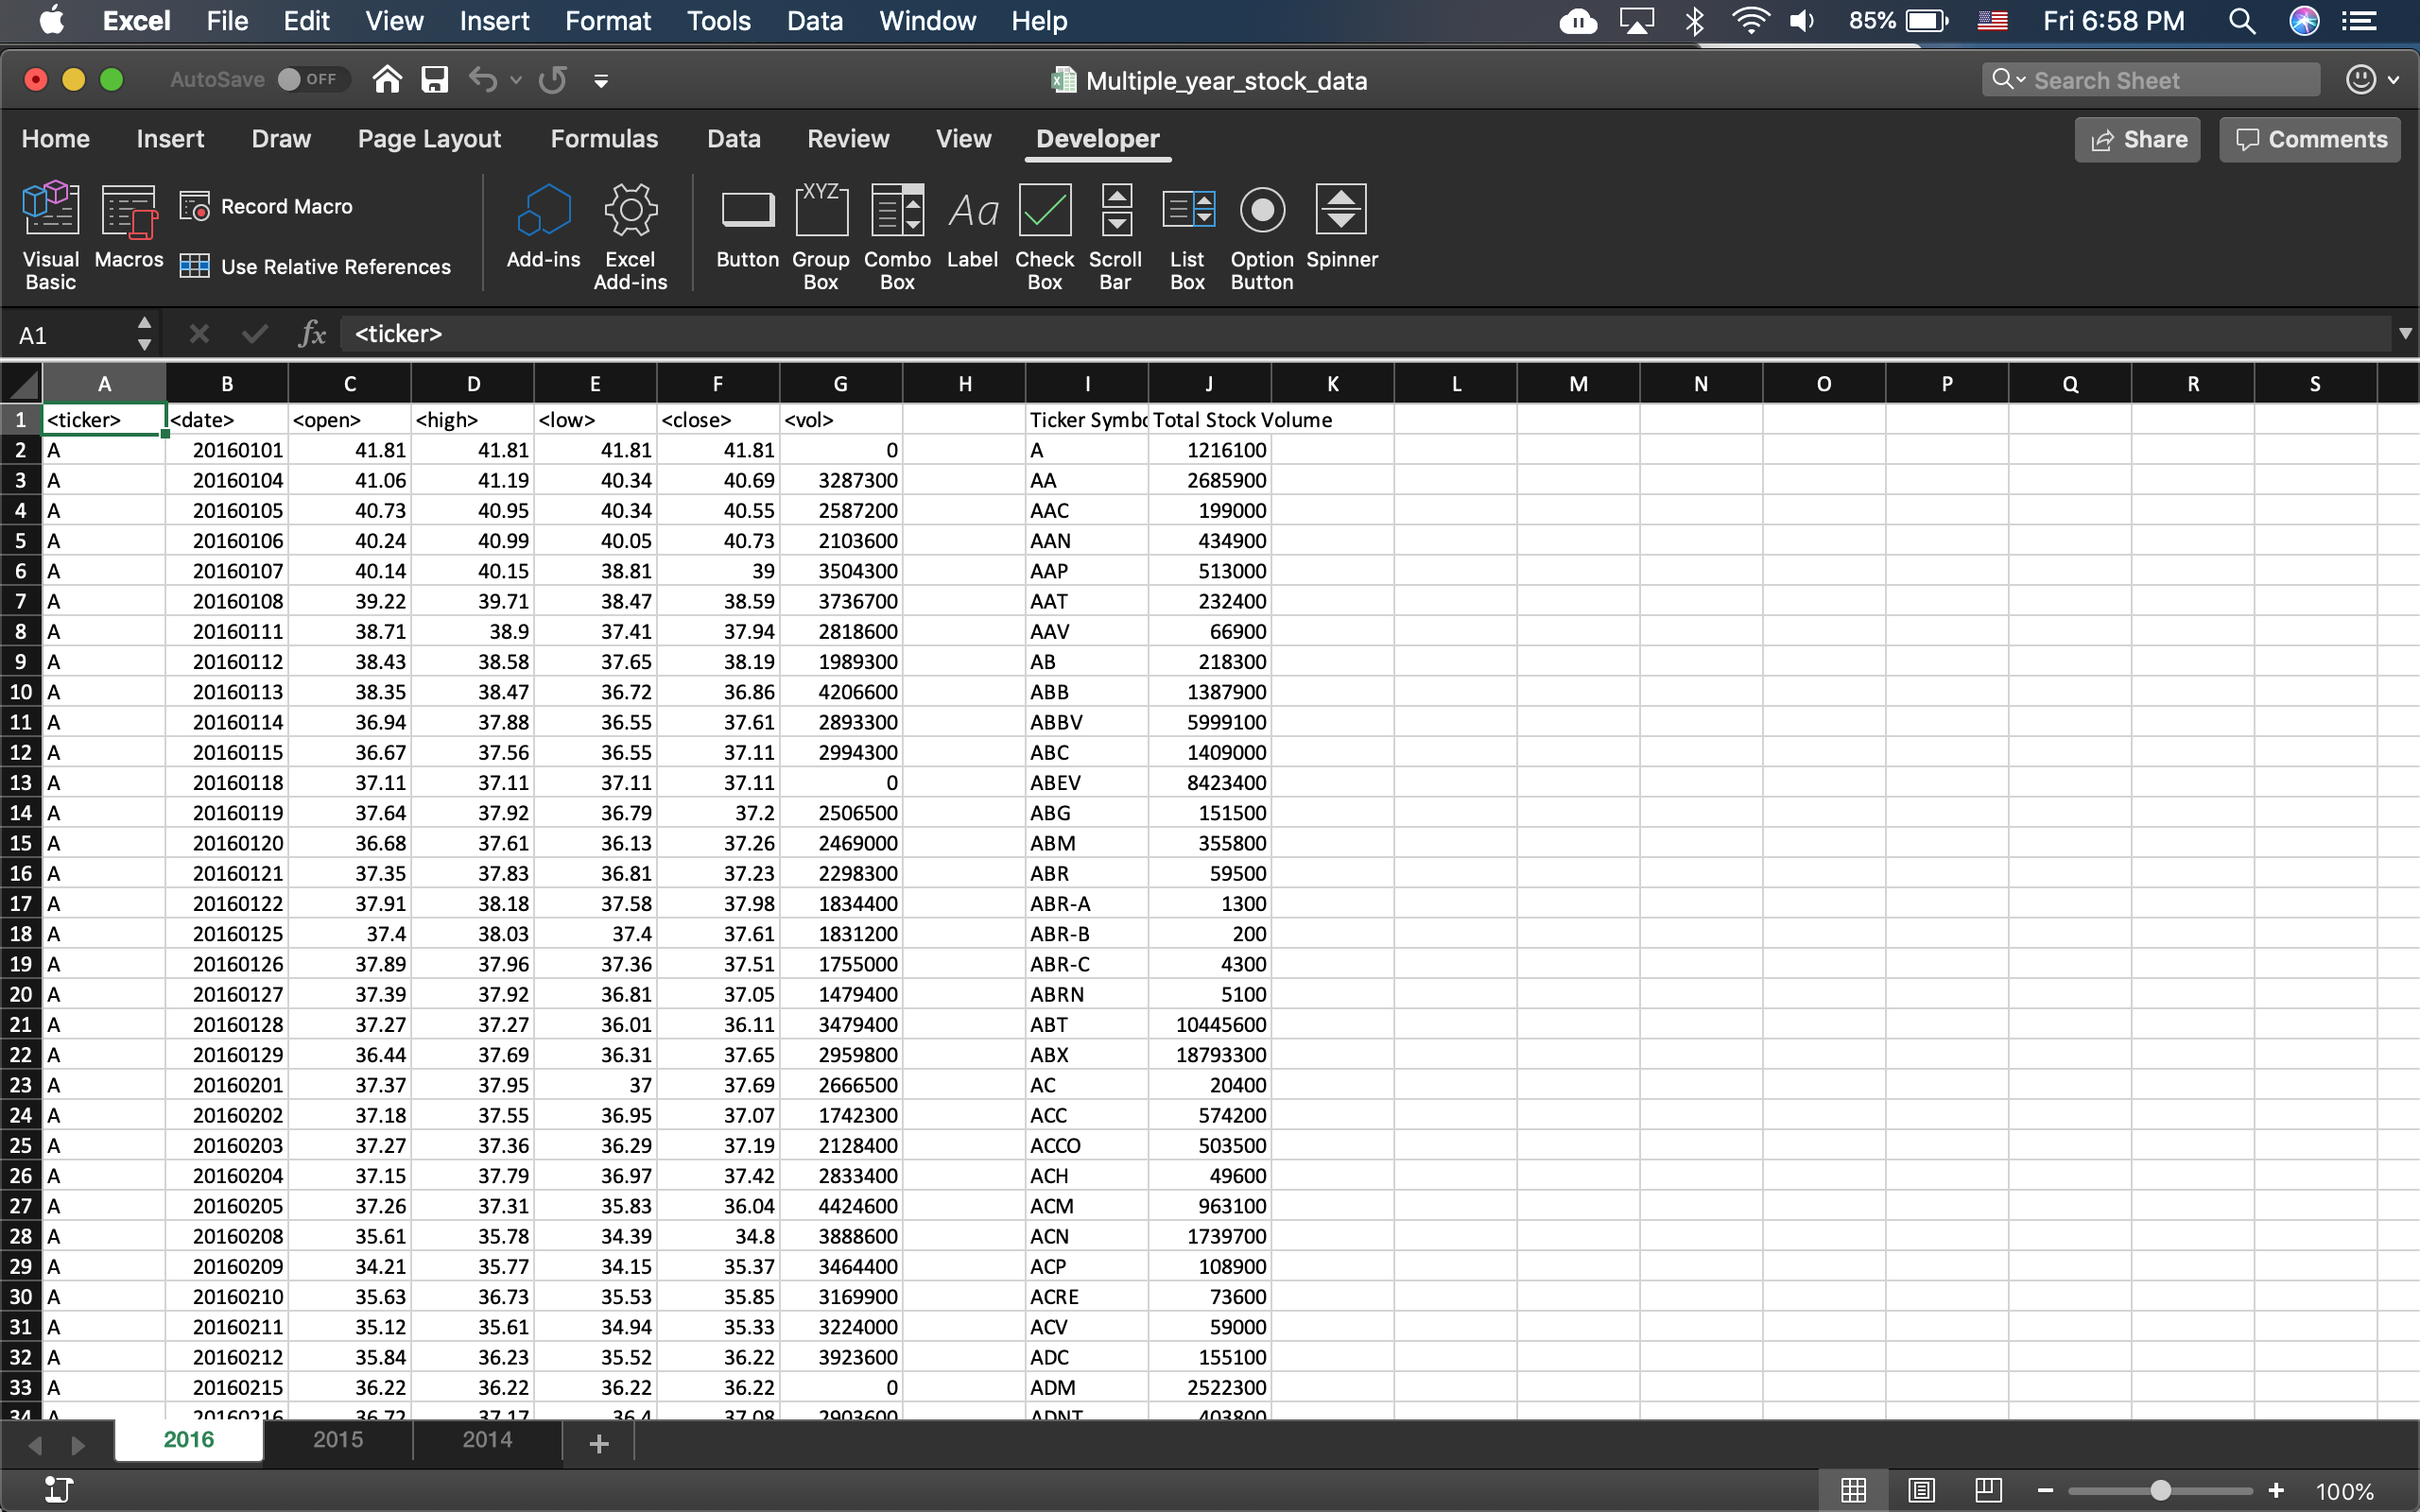 Excel File Edit View Insert Format Tools Data Window Help 85% Fri 6:58 PM
AutoSave OFF Multiple_year_stock_data Search Sheet
Home Insert Draw Page Layout Formulas Data Review View Developer Share Comments
Visual Basic Macros Record Macro Use Relative References Add-ins Excel Add-ins Button XYZ Group Box Combo Box Aa Label Check Box Scroll Bar List Box Option Button Spinner
A1 fx <ticker>
A B C D E F G H I J K L M N O P Q R S
1 <ticker> <date> <open> <high> <low> <close> <vol> Ticker Symbo Total Stock Volume
2 A 20160101 41.81 41.81 41.81 41.81 0 A 1216100
3 A 20160104 41.06 41.19 40.34 40.69 3287300 AA 2685900
4 A 20160105 40.73 40.95 40.34 40.55 2587200 AAC 199000
5 A 20160106 40.24 40.99 40.05 40.73 2103600 AAN 434900
6 A 20160107 40.14 40.15 38.81 39 3504300 AAP 513000
7 A 20160108 39.22 39.71 38.47 38.59 3736700 AAT 232400
8 A 20160111 38.71 38.9 37.41 37.94 2818600 AAV 66900
9 A 20160112 38.43 38.58 37.65 38.19 1989300 AB 218300
10 A 20160113 38.35 38.47 36.72 36.86 4206600 ABB 1387900
11 A 20160114 36.94 37.88 36.55 37.61 2893300 ABBV 5999100
12 A 20160115 36.67 37.56 36.55 37.11 2994300 ABC 1409000
13 A 20160118 37.11 37.11 37.11 37.11 0 ABEV 8423400
14 A 20160119 37.64 37.92 36.79 37.2 2506500 ABG 151500
15 A 20160120 36.68 37.61 36.13 37.26 2469000 ABM 355800
16 A 20160121 37.35 37.83 36.81 37.23 2298300 ABR 59500
17 A 20160122 37.91 38.18 37.58 37.98 1834400 ABR-A 1300
18 A 20160125 37.4 38.03 37.4 37.61 1831200 ABR-B 200
19 A 20160126 37.89 37.96 37.36 37.51 1755000 ABR-C 4300
20 A 20160127 37.39 37.92 36.81 37.05 1479400 ABRN 5100
21 A 20160128 37.27 37.27 36.01 36.11 3479400 ABT 10445600
22 A 20160129 36.44 37.69 36.31 37.65 2959800 ABX 18793300
23 A 20160201 37.37 37.95 37 37.69 2666500 AC 20400
24 A 20160202 37.18 37.55 36.95 37.07 1742300 ACC 574200
25 A 20160203 37.27 37.36 36.29 37.19 2128400 ACCO 503500
26 A 20160204 37.15 37.79 36.97 37.42 2833400 ACH 49600
27 A 20160205 37.26 37.31 35.83 36.04 4424600 ACM 963100
28 A 20160208 35.61 35.78 34.39 34.8 3888600 ACN 1739700
29 A 20160209 34.21 35.77 34.15 35.37 3464400 ACP 108900
30 A 20160210 35.63 36.73 35.53 35.85 3169900 ACRE 73600
31 A 20160211 35.12 35.61 34.94 35.33 3224000 ACV 59000
32 A 20160212 35.84 36.23 35.52 36.22 3923600 ADC 155100
33 A 20160215 36.22 36.22 36.22 36.22 0 ADM 2522300
34 A 20160216 36.72 37.17 36.4 37.08 2903600 ADNT 403800
2016 2015 2014
100%